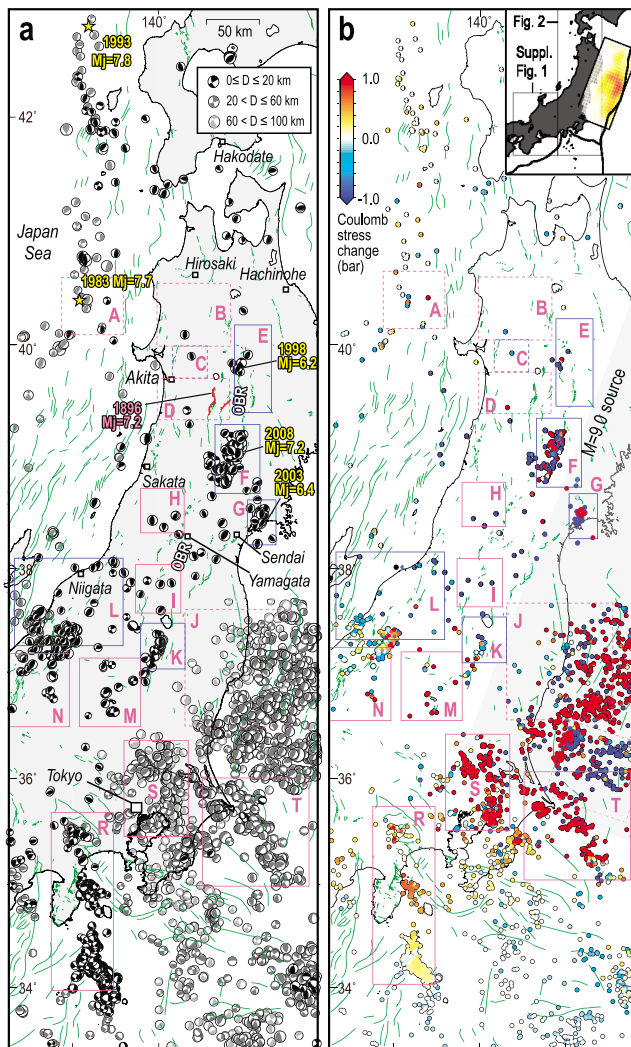 a
140°
50 km
1993
Mj=7.8
0≤ D ≤ 20 km
20 < D ≤ 60 km
60 < D ≤ 100 km
42°
Hakodate
Japan
Sea
Hirosaki
Hachinohe
1983 Mj=7.7
A
B
E
40°
C
1998
Mj=6.2
Akita
OBR
1896
Mj=7.2
D
2008
Mj=7.2
Sakata
F
2003
Mj=6.4
H
G
OBR
Sendai
Yamagata
38°
Niigata
L
I
J
K
N
M
36°
Tokyo
S
T
R
34°
b
140°
Fig. 2
Suppl.
Fig. 1
1.0
0.0
-1.0
Coulomb
stress
change
(bar)
A
B
E
40°
C
D
M=9.0 source
F
H
G
38°
L
I
J
K
N
M
36°
S
T
R
34°